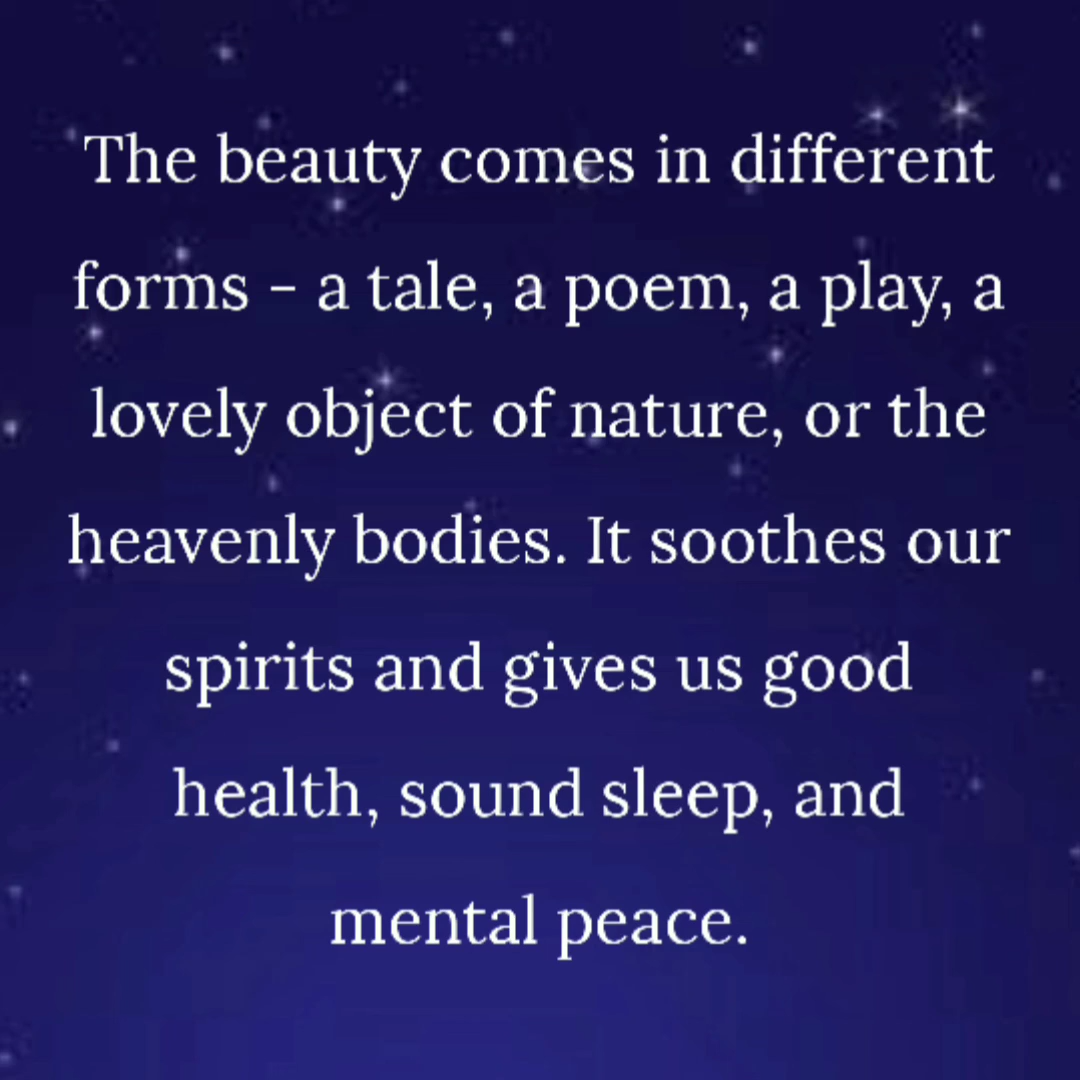 The beauty comes in different
forms - a tale, a poem, a play, a
lovely object of nature, or the
heavenly bodies. It soothes our
spirits and gives us good
health, sound sleep, and
mental peace.